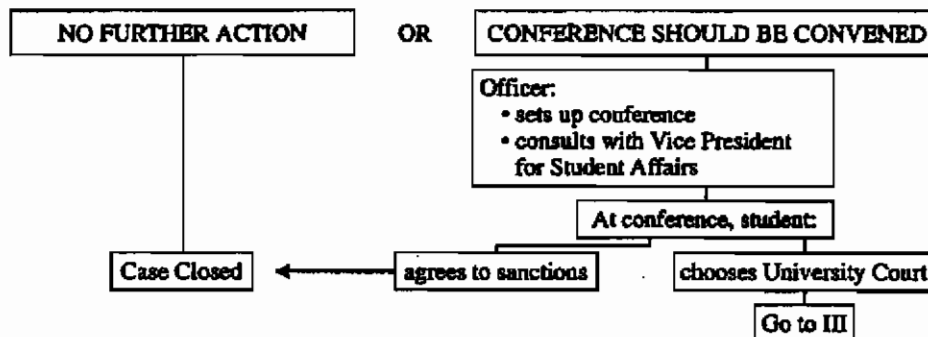 NO FURTHER ACTION OR CONFERENCE SHOULD BE CONVENED
Officer:
• sets up conference
• consults with Vice President
for Student Affairs
At conference, student:
Case Closed agrees to sanctions chooses University Court
Go to III